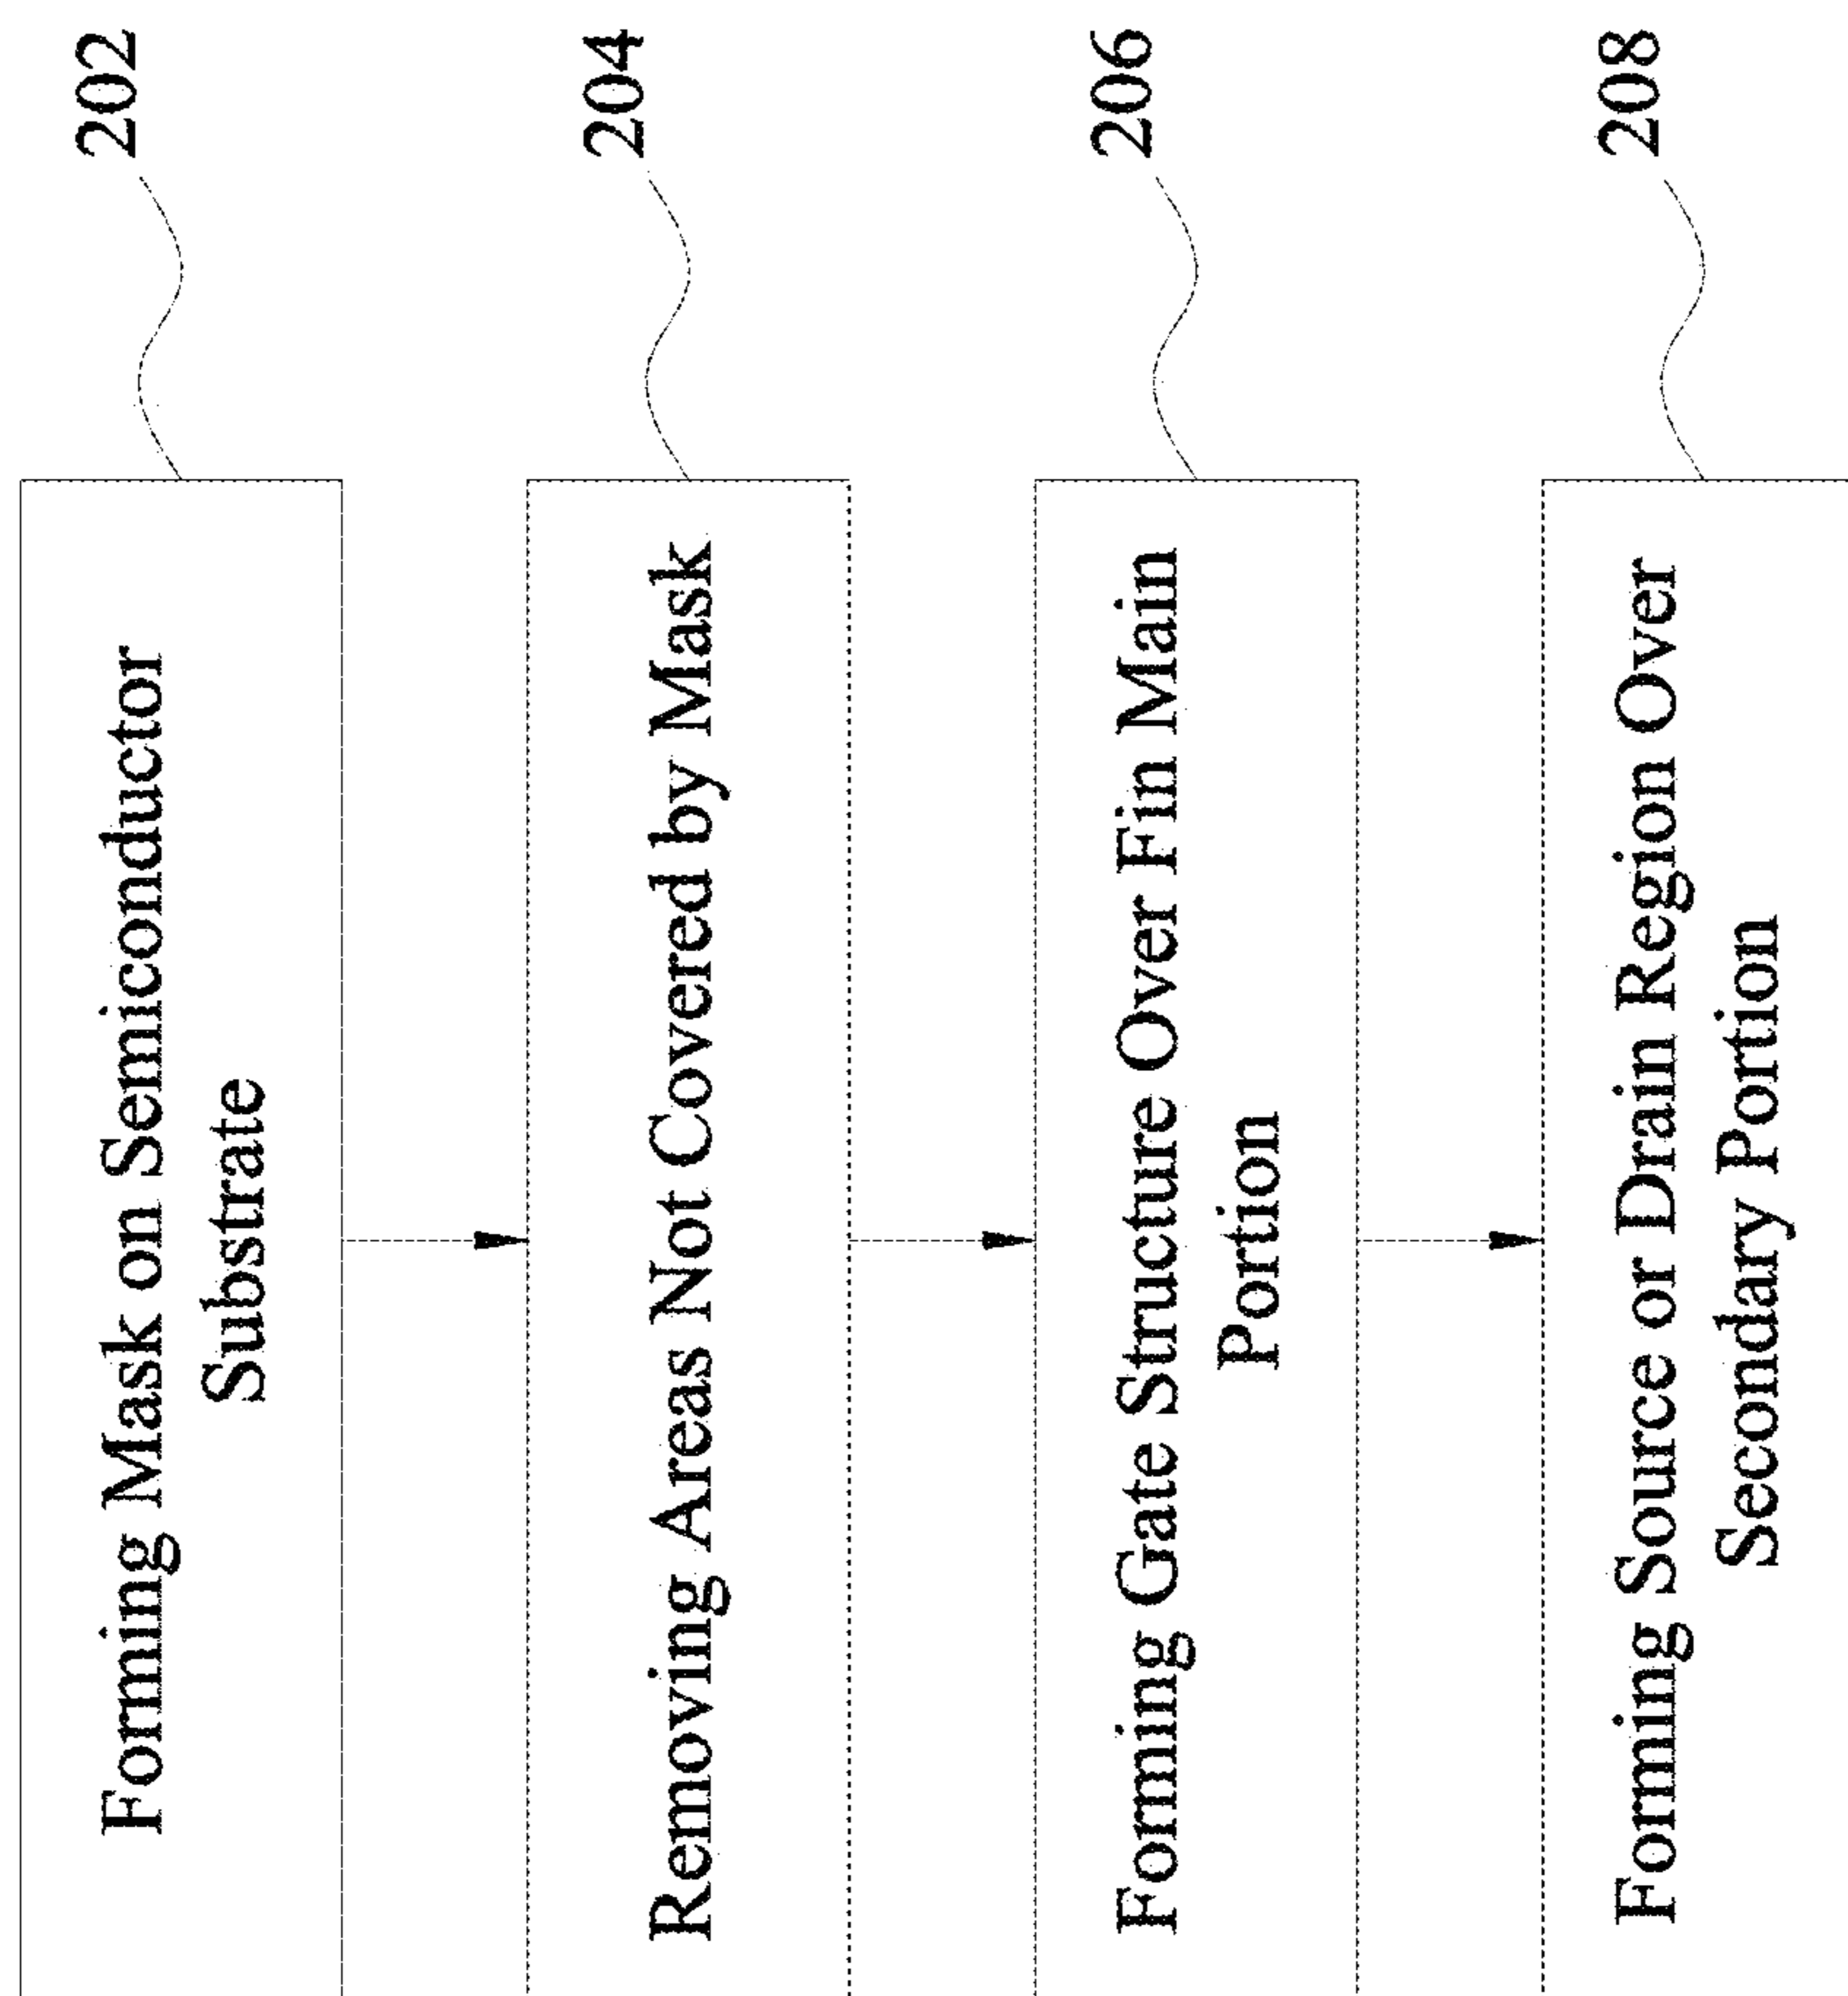 Forming Mask on Semiconductor
Substrate
202
Removing Areas Not Covered by Mask
204
Forming Gate Structure Over Fin Main
Portion
206
Forming Source or Drain Region Over
Secondary Portion
208